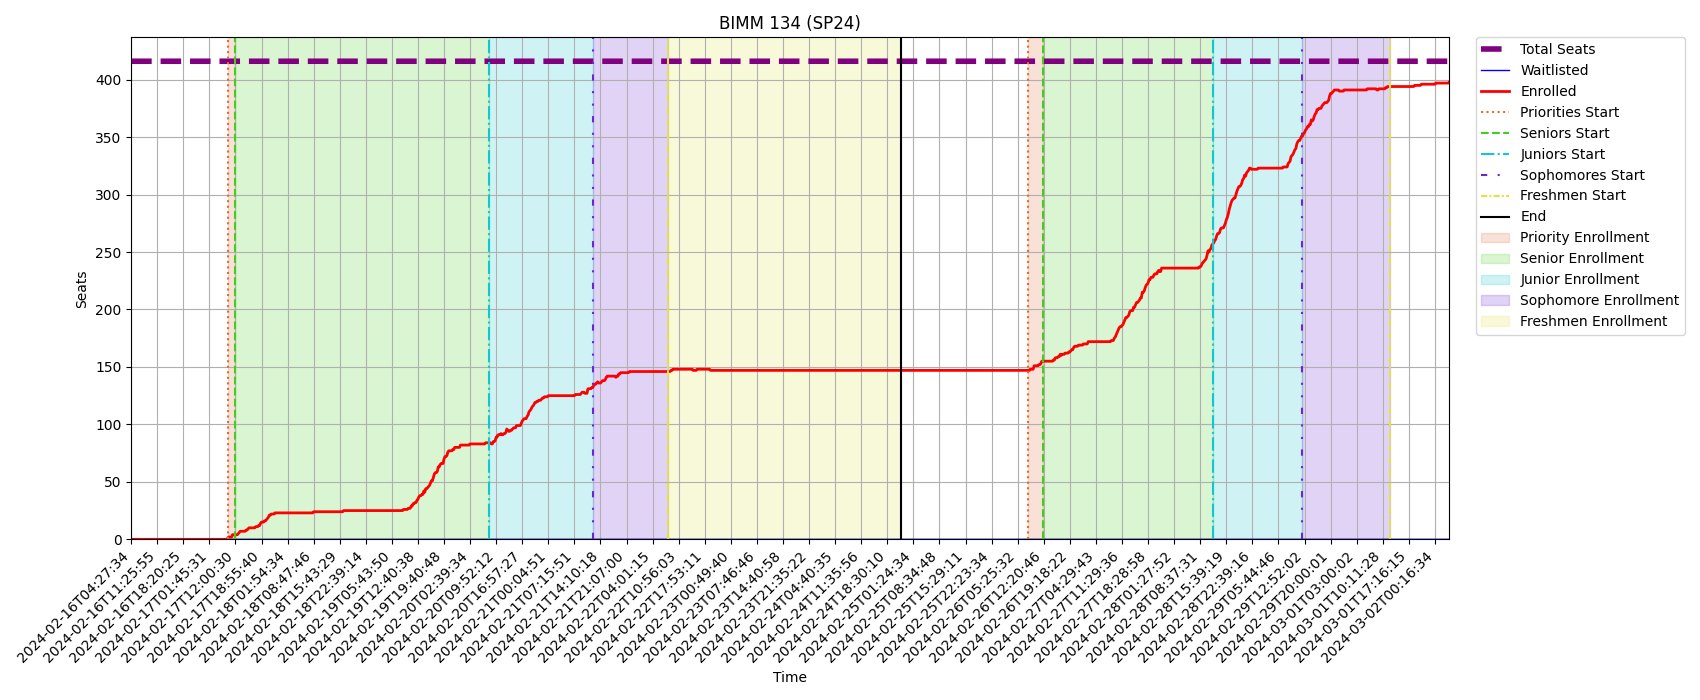 BIMM 134 (SP24)
Seats
400
350
300
250
200
150
100
50
0
2024-02-16T04:27:34
2024-02-16T11:25:55
2024-02-16T18:20:25
2024-02-17T01:45:31
2024-02-17T12:00:30
2024-02-17T18:55:40
2024-02-18T01:54:34
2024-02-18T08:47:46
2024-02-18T15:43:29
2024-02-18T22:39:14
2024-02-19T05:43:50
2024-02-19T12:40:38
2024-02-19T19:40:48
2024-02-20T02:39:34
2024-02-20T09:52:12
2024-02-20T16:57:27
2024-02-21T00:04:51
2024-02-21T07:15:51
2024-02-21T14:10:18
2024-02-21T21:07:00
2024-02-22T04:01:15
2024-02-22T10:56:03
2024-02-22T17:53:11
2024-02-23T00:49:40
2024-02-23T07:46:46
2024-02-23T14:40:58
2024-02-23T21:35:22
2024-02-24T04:40:35
2024-02-24T11:35:56
2024-02-24T18:30:10
2024-02-25T01:24:34
2024-02-25T08:34:48
2024-02-25T15:29:11
2024-02-25T22:23:34
2024-02-26T05:25:32
2024-02-26T12:20:46
2024-02-26T19:18:22
2024-02-27T04:29:43
2024-02-27T11:29:36
2024-02-27T18:28:58
2024-02-28T01:27:52
2024-02-28T08:37:31
2024-02-28T15:39:19
2024-02-28T22:39:16
2024-02-29T05:44:46
2024-02-29T12:52:02
2024-02-29T20:00:01
2024-03-01T03:00:02
2024-03-01T10:11:28
2024-03-01T17:16:15
2024-03-02T00:16:34
Time
Total Seats
Waitlisted
Enrolled
Priorities Start
Seniors Start
Juniors Start
Sophomores Start
Freshmen Start
End
Priority Enrollment
Senior Enrollment
Junior Enrollment
Sophomore Enrollment
Freshmen Enrollment